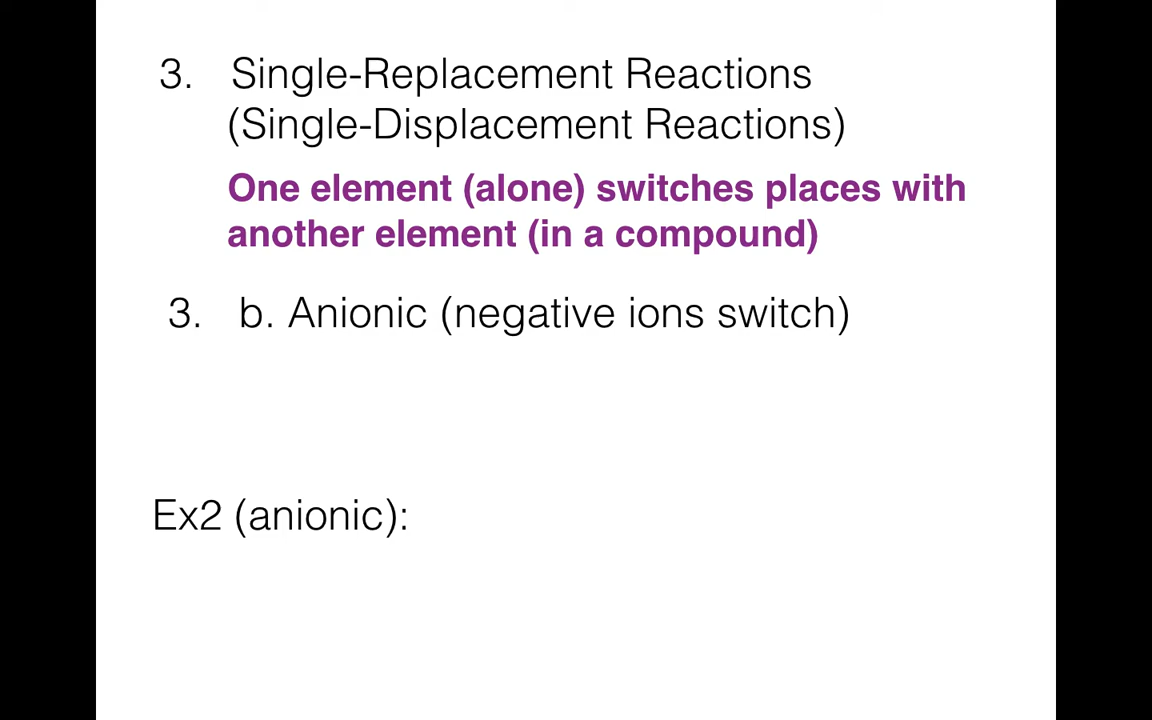 3. Single-Replacement Reactions
(Single-Displacement Reactions)
One element (alone) switches places with
another element (in a compound)
3. b. Anionic (negative ions switch)
Ex2 (anionic):